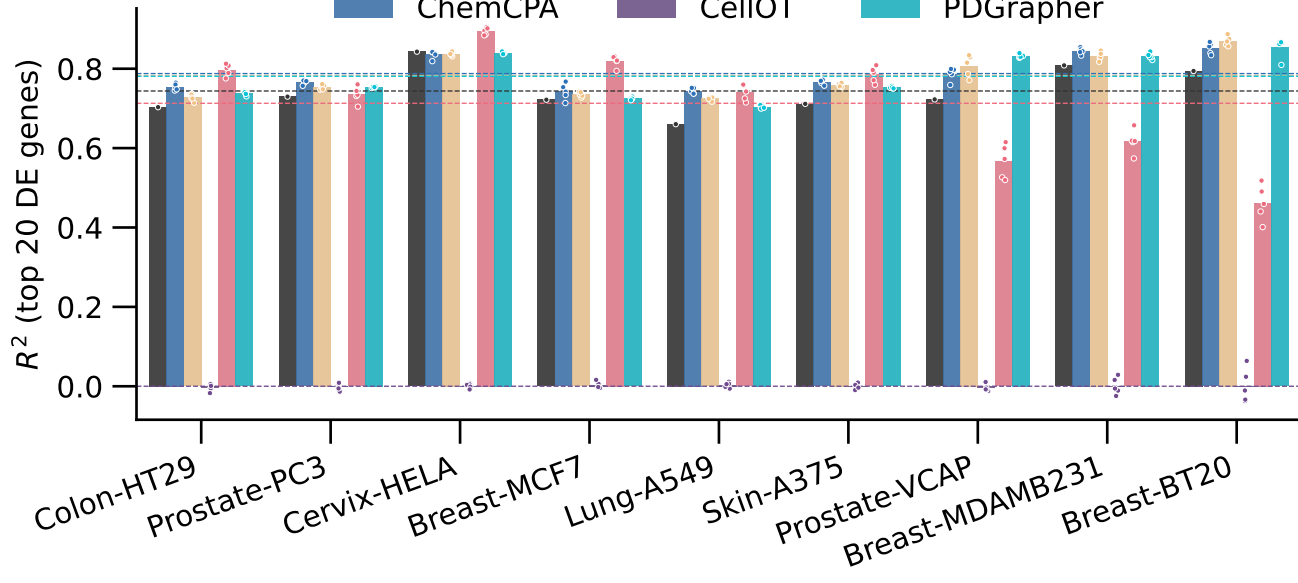 ChemCPA CellOT PDGrapher
R² (top 20 DE genes)
0.8
0.6
0.4
0.2
0.0
Colon-HT29
Prostate-PC3
Cervix-HELA
Breast-MCF7
Lung-A549
Skin-A375
Prostate-VCAP
Breast-MDAMB231
Breast-BT20